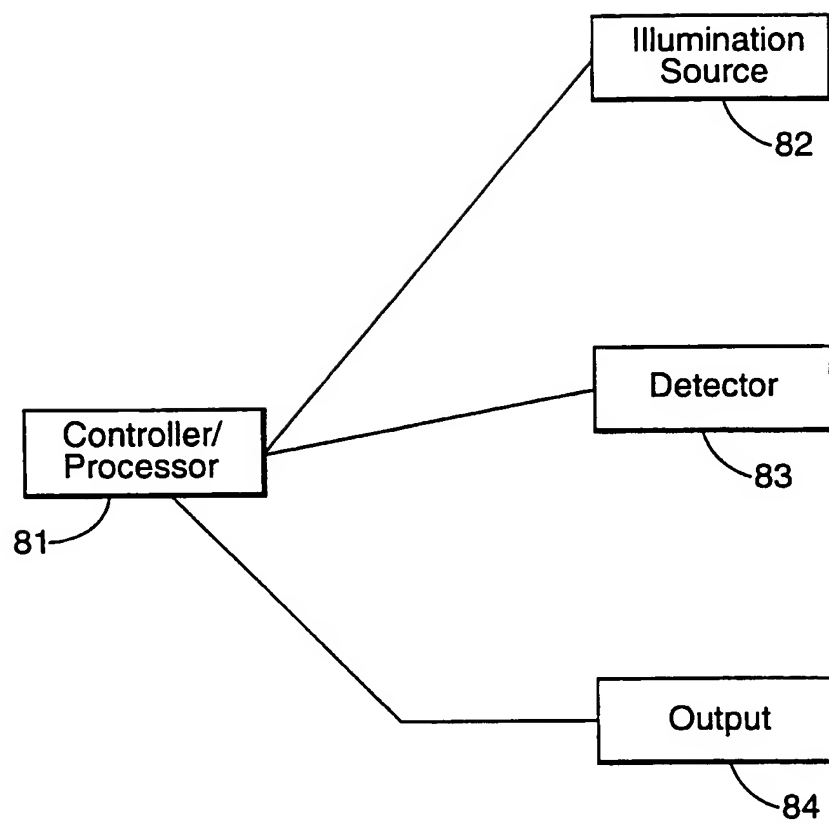 Illumination
Source
82
Detector
83
Controller/
Processor
81
Output
84